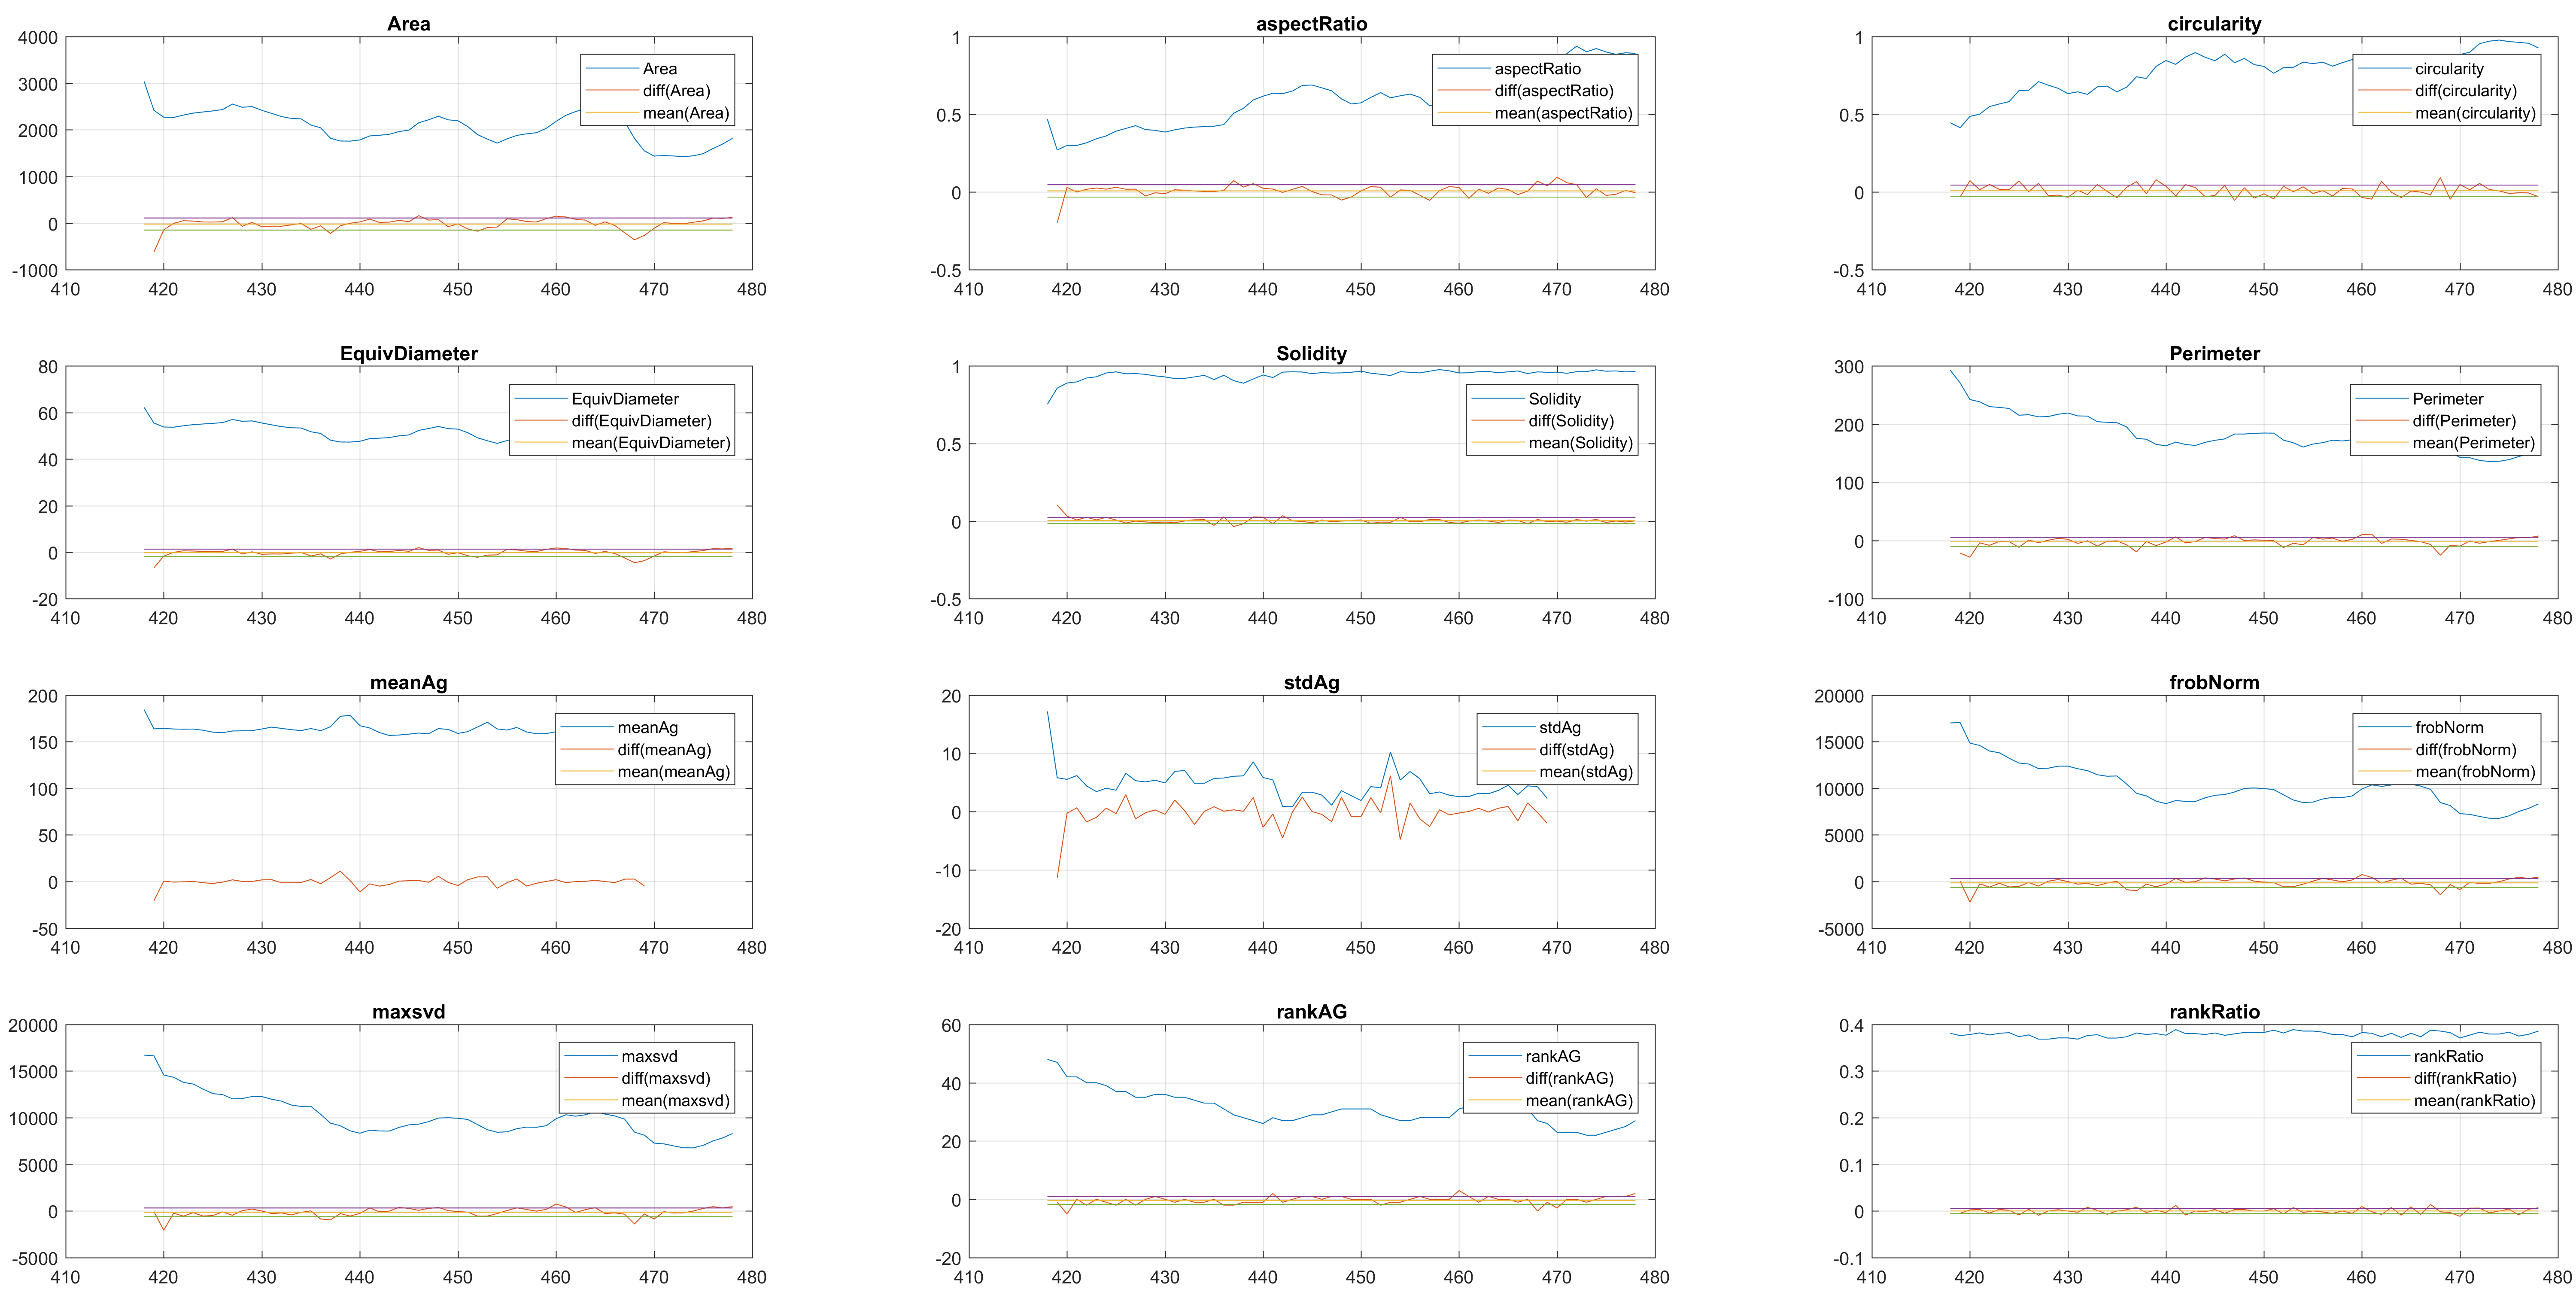 Area
4000
3000
2000
1000
0
-1000
410 420 430 440 450 460 470 480
Area
diff(Area)
mean(Area)
aspectRatio
1
0.5
0
-0.5
410 420 430 440 450 460 470 480
aspectRatio
diff(aspectRatio)
mean(aspectRatio)
circularity
1
0.5
0
-0.5
410 420 430 440 450 460 470 480
circularity
diff(circularity)
mean(circularity)
EquivDiameter
80
60
40
20
0
-20
410 420 430 440 450 460 470 480
EquivDiameter
diff(EquivDiameter)
mean(EquivDiameter)
Solidity
1
0.5
0
-0.5
410 420 430 440 450 460 470 480
Solidity
diff(Solidity)
mean(Solidity)
Perimeter
300
200
100
0
-100
410 420 430 440 450 460 470 480
Perimeter
diff(Perimeter)
mean(Perimeter)
meanAg
200
150
100
50
0
-50
410 420 430 440 450 460 470 480
meanAg
diff(meanAg)
mean(meanAg)
stdAg
20
10
0
-10
-20
410 420 430 440 450 460 470 480
stdAg
diff(stdAg)
mean(stdAg)
frobNorm
20000
15000
10000
5000
0
-5000
410 420 430 440 450 460 470 480
frobNorm
diff(frobNorm)
mean(frobNorm)
maxsvd
20000
15000
10000
5000
0
-5000
410 420 430 440 450 460 470 480
maxsvd
diff(maxsvd)
mean(maxsvd)
rankAG
60
40
20
0
-20
410 420 430 440 450 460 470 480
rankAG
diff(rankAG)
mean(rankAG)
rankRatio
0.4
0.3
0.2
0.1
0
-0.1
410 420 430 440 450 460 470 480
rankRatio
diff(rankRatio)
mean(rankRatio)